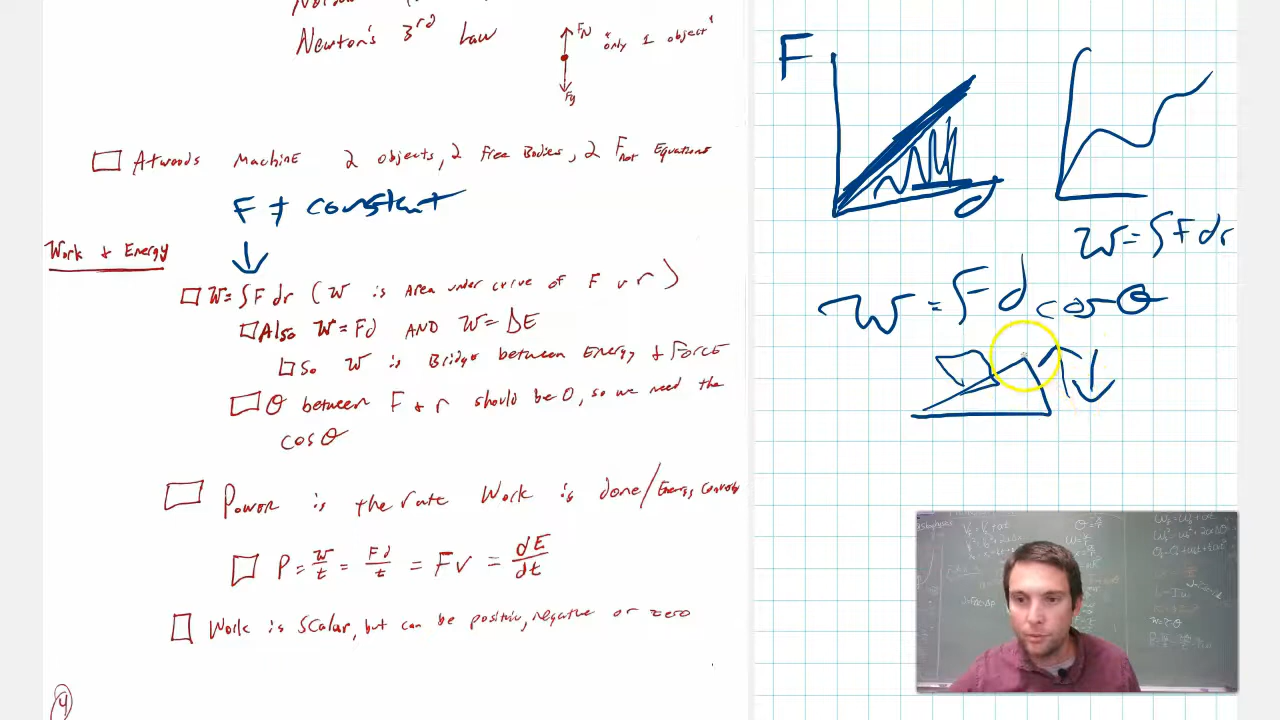 Newton's 3rd Law
FN
*only 1 object*
Fg
Atwoods Machine 2 objects, 2 free Bodies, 2 Fnet Equations
F ≠ constant
Work & Energy
W=∫F dr (W is Area under curve of F v r)
Also W=Fd AND W=ΔE
So W is Bridge between Energy & Force
θ between F & r should be 0, so we need the
cosθ
Power is the rate Work is done/Energy
P = W/t = Fd/t = Fv = dE/dt
Work is scalar, but can be positive, negative or zero
4
F
d
W=∫F dr
W = Fd cosθ